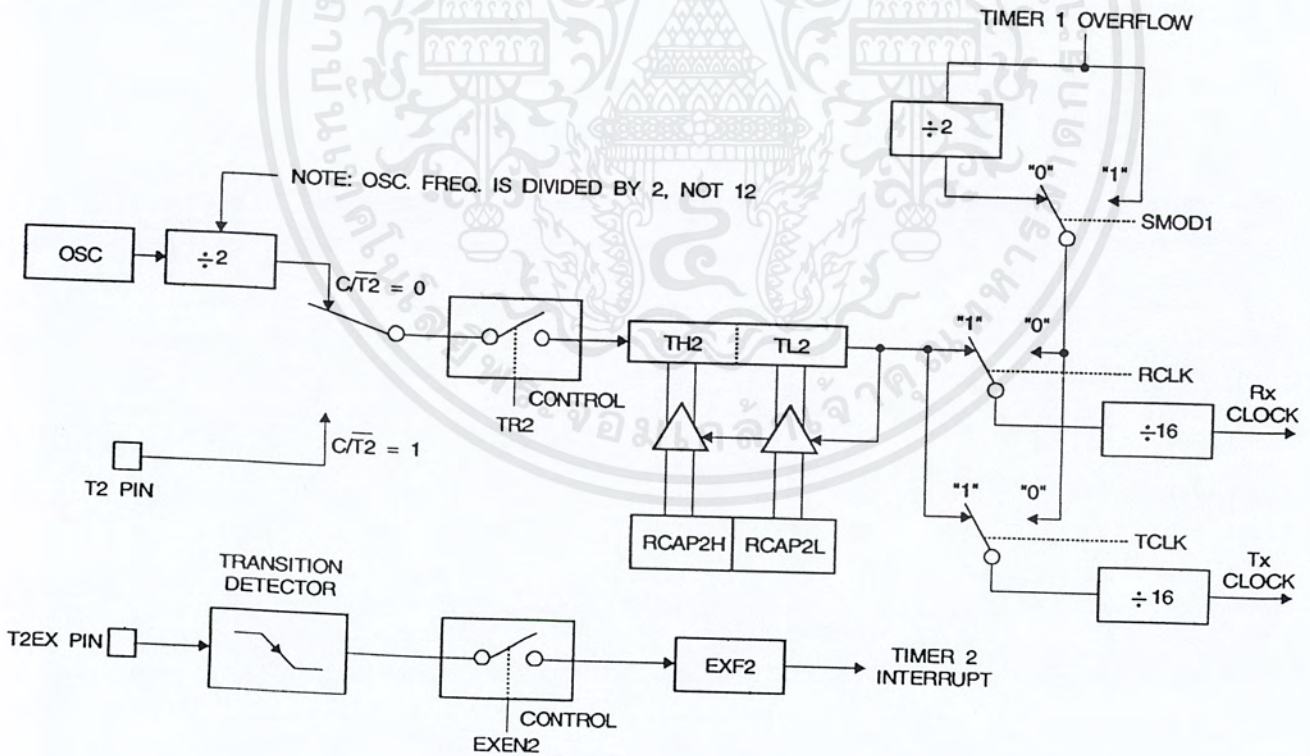 TIMER 1 OVERFLOW
÷2
"0"
"1"
SMOD1
NOTE: OSC. FREQ. IS DIVIDED BY 2, NOT 12
OSC
÷2
C/T2̅ = 0
TH2
TL2
"1"
"0"
RCLK
CONTROL
TR2
÷16
Rx
CLOCK
C/T2̅ = 1
T2 PIN
RCAP2H
RCAP2L
"1"
"0"
TCLK
÷16
Tx
CLOCK
TRANSITION
DETECTOR
T2EX PIN
CONTROL
EXEN2
EXF2
TIMER 2
INTERRUPT